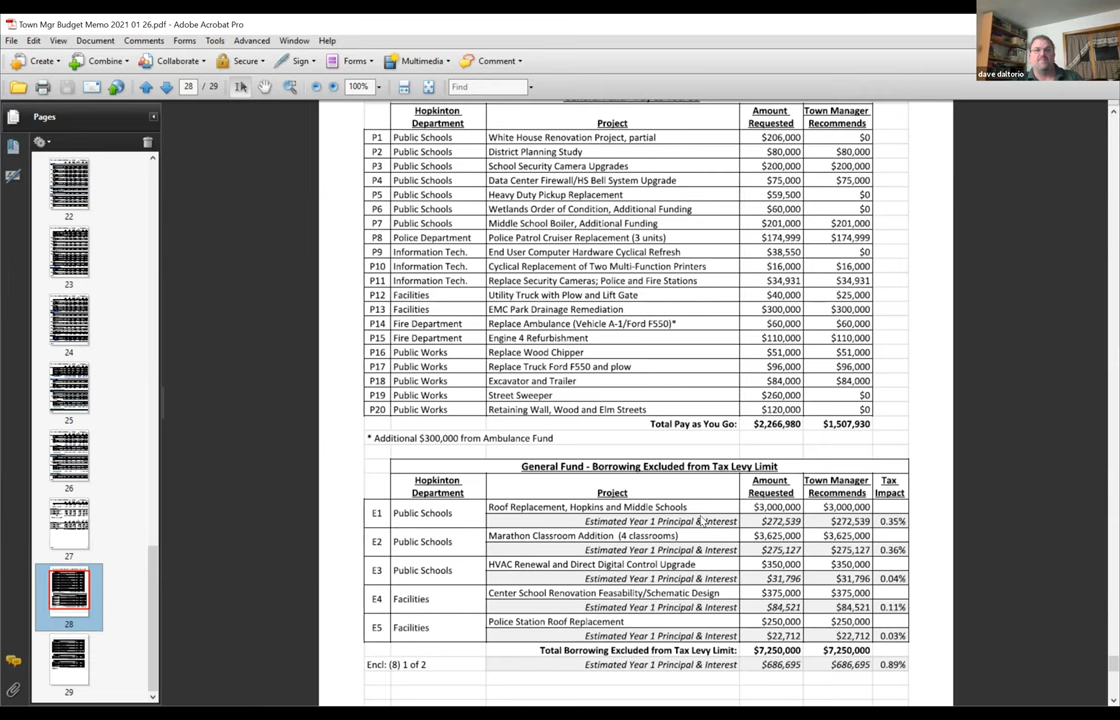 Town Mgr Budget Memo 2021 01 26.pdf - Adobe Acrobat Pro
File Edit View Document Comments Forms Tools Advanced Window Help
Create Combine Collaborate Secure Sign Forms Multimedia Comment
28 / 29 100% Find
dave daltorio
Pages
22
23
24
25
26
27
28
29
Hopkinton Department Project Amount Requested Town Manager Recommends
P1 Public Schools White House Renovation Project, partial $206,000 $0
P2 Public Schools District Planning Study $80,000 $80,000
P3 Public Schools School Security Camera Upgrades $200,000 $200,000
P4 Public Schools Data Center Firewall/HS Bell System Upgrade $75,000 $75,000
P5 Public Schools Heavy Duty Pickup Replacement $59,500 $0
P6 Public Schools Wetlands Order of Condition, Additional Funding $60,000 $0
P7 Public Schools Middle School Boiler, Additional Funding $201,000 $201,000
P8 Police Department Police Patrol Cruiser Replacement (3 units) $174,999 $174,999
P9 Information Tech. End User Computer Hardware Cyclical Refresh $38,550 $0
P10 Information Tech. Cyclical Replacement of Two Multi-Function Printers $16,000 $16,000
P11 Information Tech. Replace Security Cameras; Police and Fire Stations $34,931 $34,931
P12 Facilities Utility Truck with Plow and Lift Gate $40,000 $25,000
P13 Facilities EMC Park Drainage Remediation $300,000 $300,000
P14 Fire Department Replace Ambulance (Vehicle A-1/Ford F550)* $60,000 $60,000
P15 Fire Department Engine 4 Refurbishment $110,000 $110,000
P16 Public Works Replace Wood Chipper $51,000 $51,000
P17 Public Works Replace Truck Ford F550 and plow $96,000 $96,000
P18 Public Works Excavator and Trailer $84,000 $84,000
P19 Public Works Street Sweeper $260,000 $0
P20 Public Works Retaining Wall, Wood and Elm Streets $120,000 $0
Total Pay as You Go: $2,266,980 $1,507,930
* Additional $300,000 from Ambulance Fund
General Fund - Borrowing Excluded from Tax Levy Limit
Hopkinton Department Project Amount Requested Town Manager Recommends Tax Impact
E1 Public Schools Roof Replacement, Hopkins and Middle Schools $3,000,000 $3,000,000
Estimated Year 1 Principal & Interest $272,539 $272,539 0.35%
E2 Public Schools Marathon Classroom Addition (4 classrooms) $3,625,000 $3,625,000
Estimated Year 1 Principal & Interest $275,127 $275,127 0.36%
E3 Public Schools HVAC Renewal and Direct Digital Control Upgrade $350,000 $350,000
Estimated Year 1 Principal & Interest $31,796 $31,796 0.04%
E4 Facilities Center School Renovation Feasability/Schematic Design $375,000 $375,000
Estimated Year 1 Principal & Interest $84,521 $84,521 0.11%
E5 Facilities Police Station Roof Replacement $250,000 $250,000
Estimated Year 1 Principal & Interest $22,712 $22,712 0.03%
Total Borrowing Excluded from Tax Levy Limit: $7,250,000 $7,250,000
Encl: (8) 1 of 2 Estimated Year 1 Principal & Interest $686,695 $686,695 0.89%